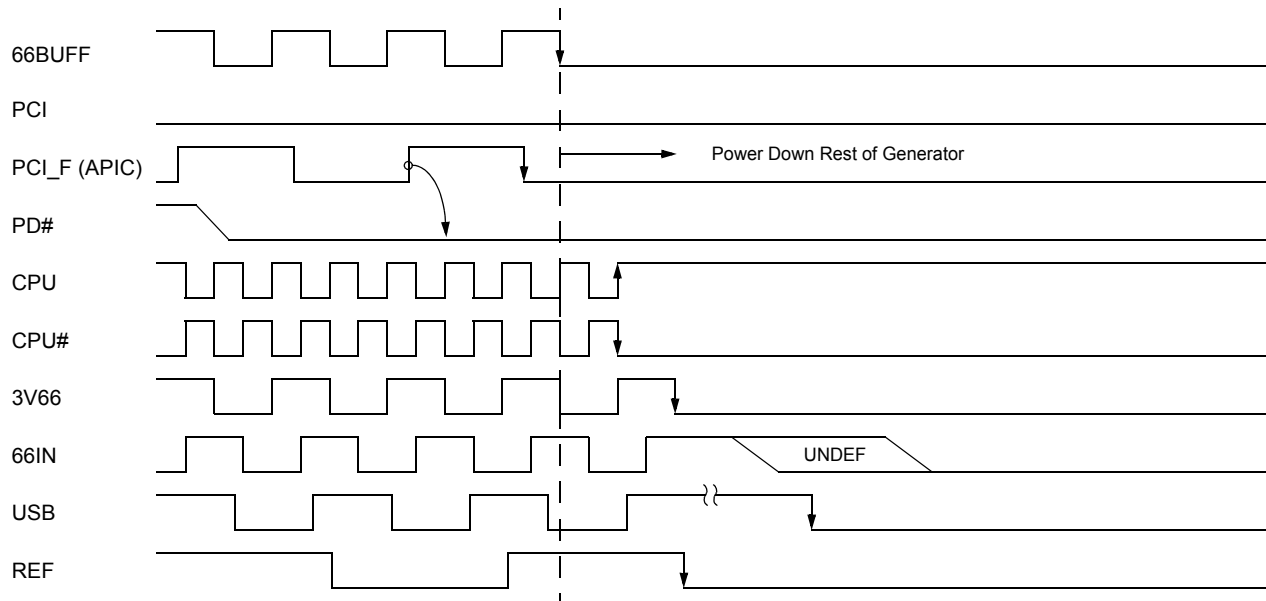 66BUFF
PCI
PCI_F (APIC)
Power Down Rest of Generator
PD#
CPU
CPU#
3V66
66IN
UNDEF
USB
REF